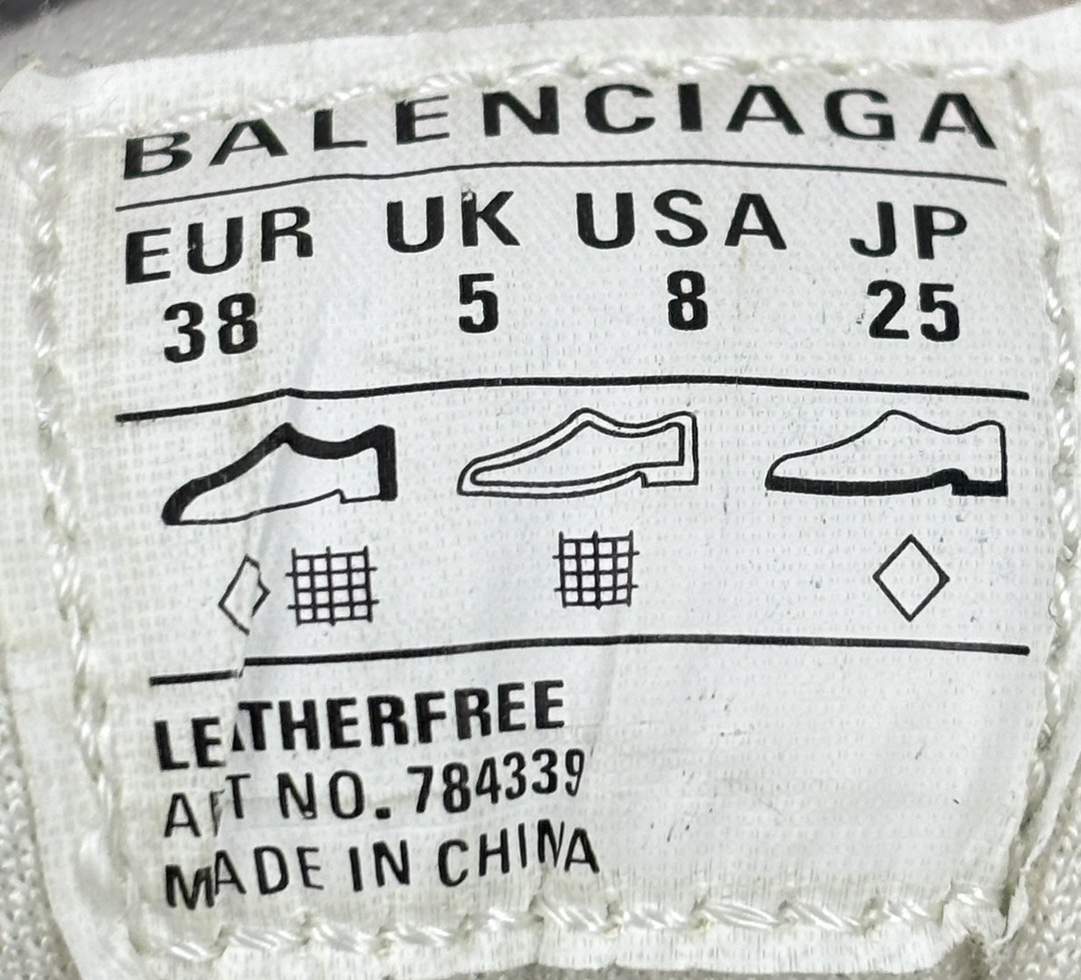 BALENCIAGA
EUR UK USA JP
38 5 8 25
LEATHERFREE
ART NO. 784339
MADE IN CHINA